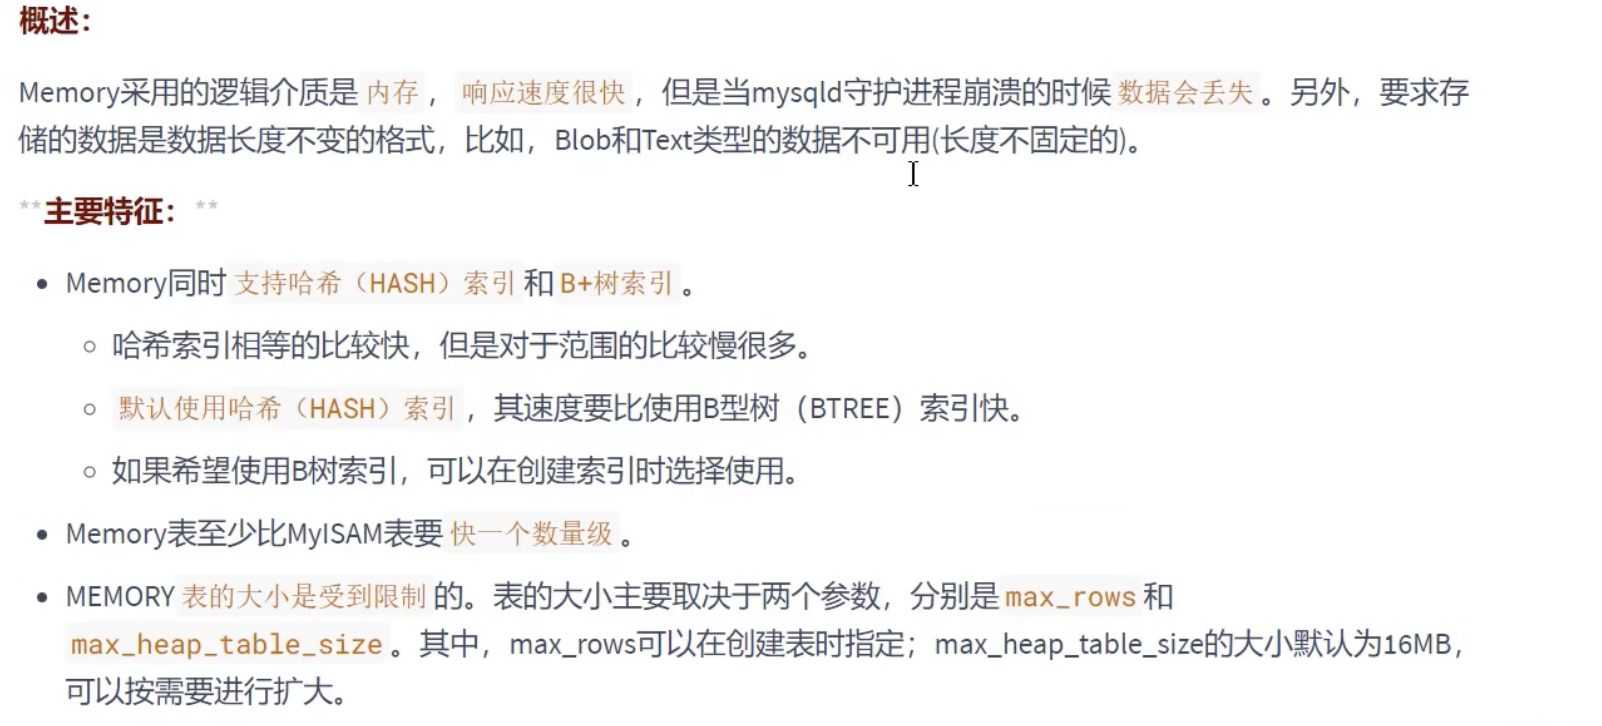 概述：
Memory采用的逻辑介质是 内存 ， 响应速度很快 ，但是当mysqld守护进程崩溃的时候 数据会丢失 。另外，要求存
储的数据是数据长度不变的格式，比如，Blob和Text类型的数据不可用(长度不固定的)。
**主要特征： **
• Memory同时 支持哈希（HASH）索引 和 B+树索引 。
◦ 哈希索引相等的比较快，但是对于范围的比较慢很多。
◦ 默认使用哈希（HASH）索引 ，其速度要比使用B型树（BTREE）索引快。
◦ 如果希望使用B树索引，可以在创建索引时选择使用。
• Memory表至少比MyISAM表要 快一个数量级 。
• MEMORY 表的大小是受到限制 的。表的大小主要取决于两个参数，分别是 max_rows 和
max_heap_table_size 。其中，max_rows可以在创建表时指定；max_heap_table_size的大小默认为16MB，
可以按需要进行扩大。